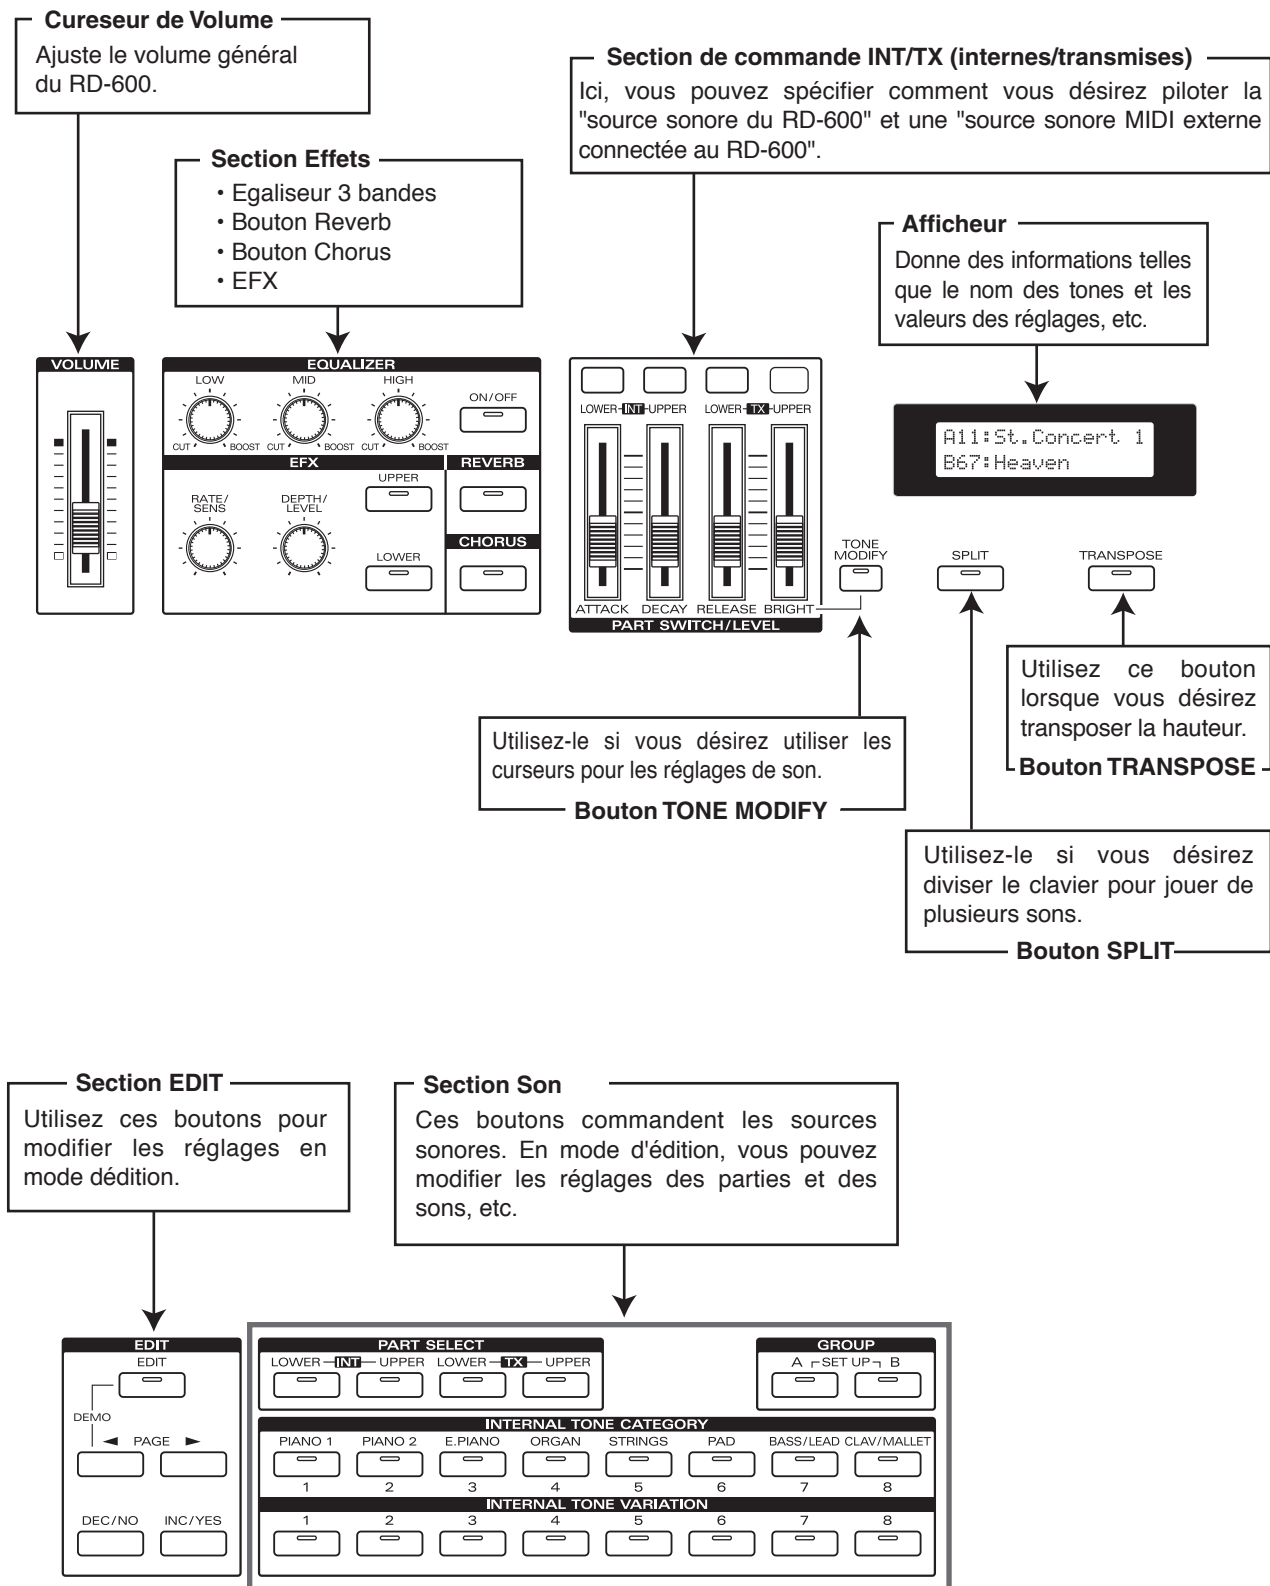 Cureseur de Volume
Ajuste le volume général
du RD-600.
Section de commande INT/TX (internes/transmises)
Ici, vous pouvez spécifier comment vous désirez piloter la
"source sonore du RD-600" et une "source sonore MIDI externe
connectée au RD-600".
Section Effets
• Egaliseur 3 bandes
• Bouton Reverb
• Bouton Chorus
• EFX
Afficheur
Donne des informations telles
que le nom des tones et les
valeurs des réglages, etc.
VOLUME
EQUALIZER
LOW MID HIGH
ON/OFF
CUT BOOST CUT BOOST CUT BOOST
EFX
REVERB
UPPER
RATE/
SENS
DEPTH/
LEVEL
CHORUS
LOWER
LOWER INT UPPER LOWER TX UPPER
ATTACK DECAY RELEASE BRIGHT
PART SWITCH/LEVEL
A11:St.Concert 1
B67:Heaven
TONE
MODIFY
SPLIT
TRANSPOSE
Utilisez ce bouton
lorsque vous désirez
transposer la hauteur.
Bouton TRANSPOSE
Utilisez-le si vous désirez utiliser les
curseurs pour les réglages de son.
Bouton TONE MODIFY
Utilisez-le si vous désirez
diviser le clavier pour jouer de
plusieurs sons.
Bouton SPLIT
Section EDIT
Utilisez ces boutons pour
modifier les réglages en
mode dédition.
Section Son
Ces boutons commandent les sources
sonores. En mode d'édition, vous pouvez
modifier les réglages des parties et des
sons, etc.
EDIT
EDIT
DEMO
◄ PAGE ►
DEC/NO INC/YES
PART SELECT
LOWER INT UPPER LOWER TX UPPER
GROUP
A SET UP B
INTERNAL TONE CATEGORY
PIANO 1 PIANO 2 E.PIANO ORGAN STRINGS PAD BASS/LEAD CLAV/MALLET
1 2 3 4 5 6 7 8
INTERNAL TONE VARIATION
1 2 3 4 5 6 7 8